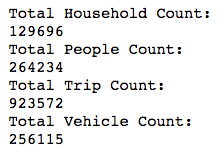 Total Household Count:
129696
Total People Count:
264234
Total Trip Count:
923572
Total Vehicle Count:
256115